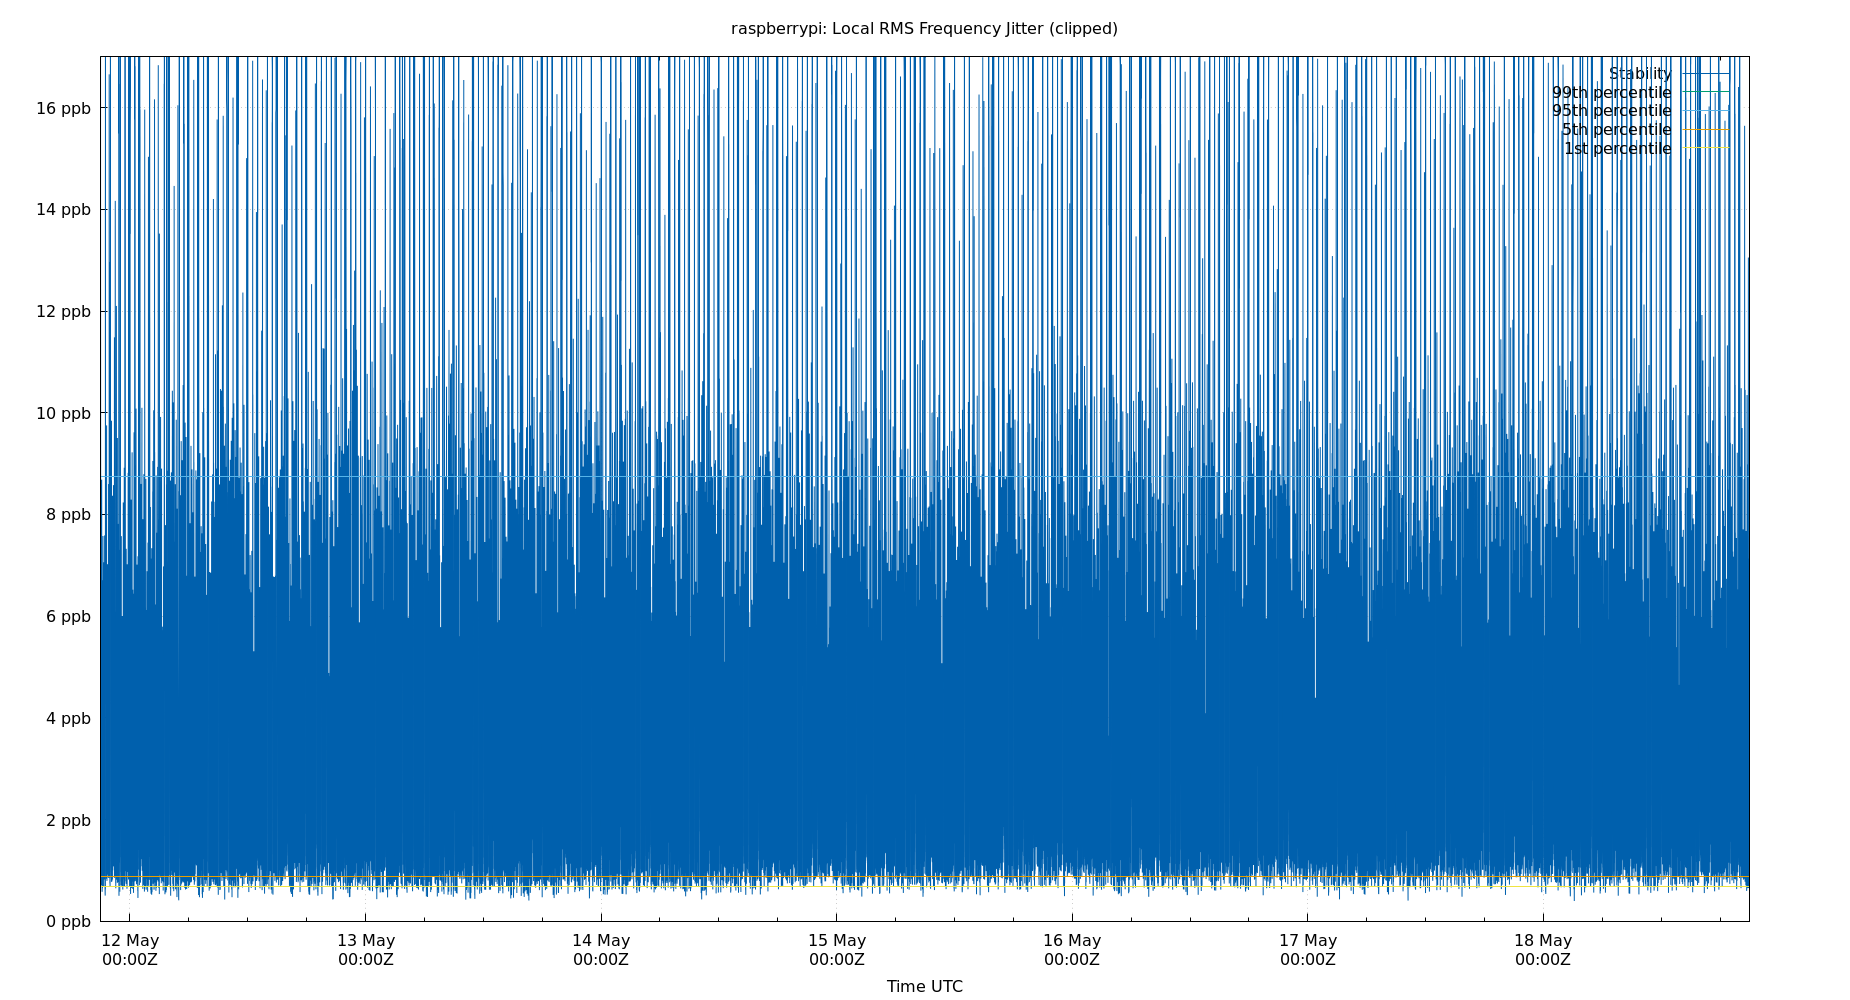 raspberrypi: Local RMS Frequency Jitter (clipped)
Stability
99th percentile
95th percentile
5th percentile
1st percentile
16 ppb
14 ppb
12 ppb
10 ppb
8 ppb
6 ppb
4 ppb
2 ppb
0 ppb
12 May 13 May 14 May 15 May 16 May 17 May 18 May
00:00Z 00:00Z 00:00Z 00:00Z 00:00Z 00:00Z 00:00Z
Time UTC